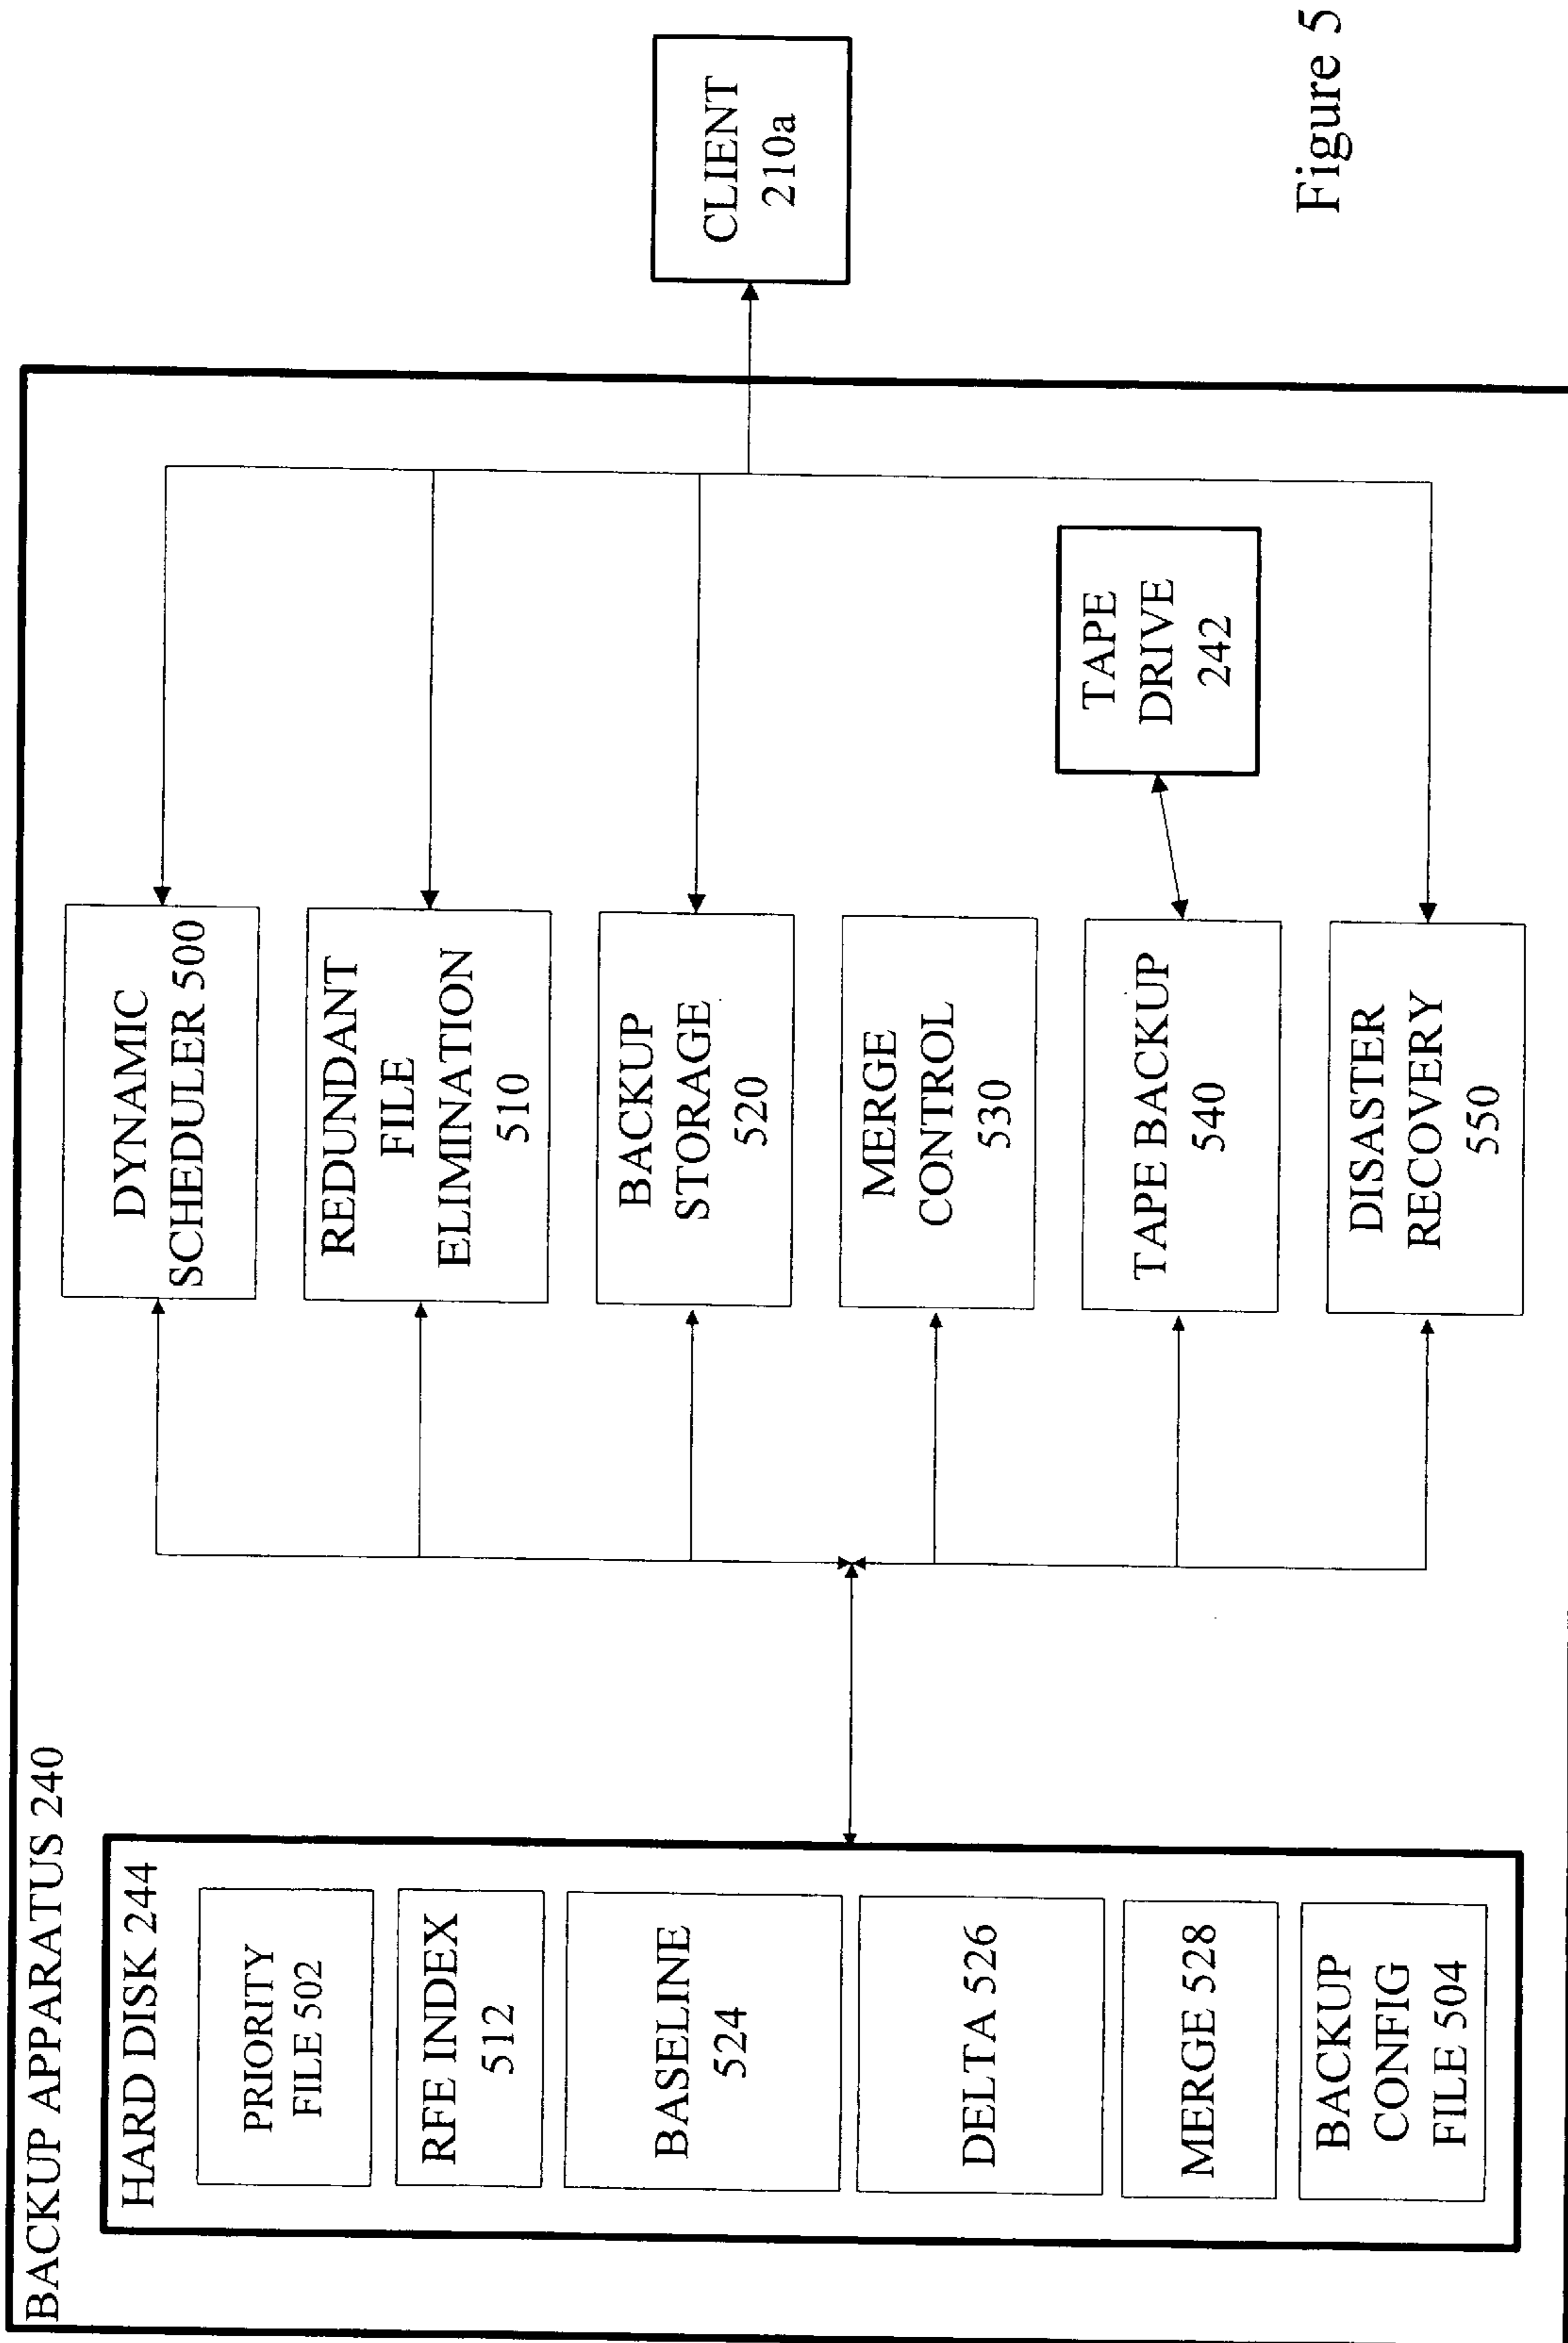 BACKUP APPARATUS 240
HARD DISK 244
PRIORITY
FILE 502
RFE INDEX
512
BASELINE
524
DELTA 526
MERGE 528
BACKUP
CONFIG
FILE 504
DYNAMIC
SCHEDULER 500
REDUNDANT
FILE
ELIMINATION
510
BACKUP
STORAGE
520
MERGE
CONTROL
530
TAPE BACKUP
540
DISASTER
RECOVERY
550
TAPE
DRIVE
242
CLIENT
210a
Figure 5